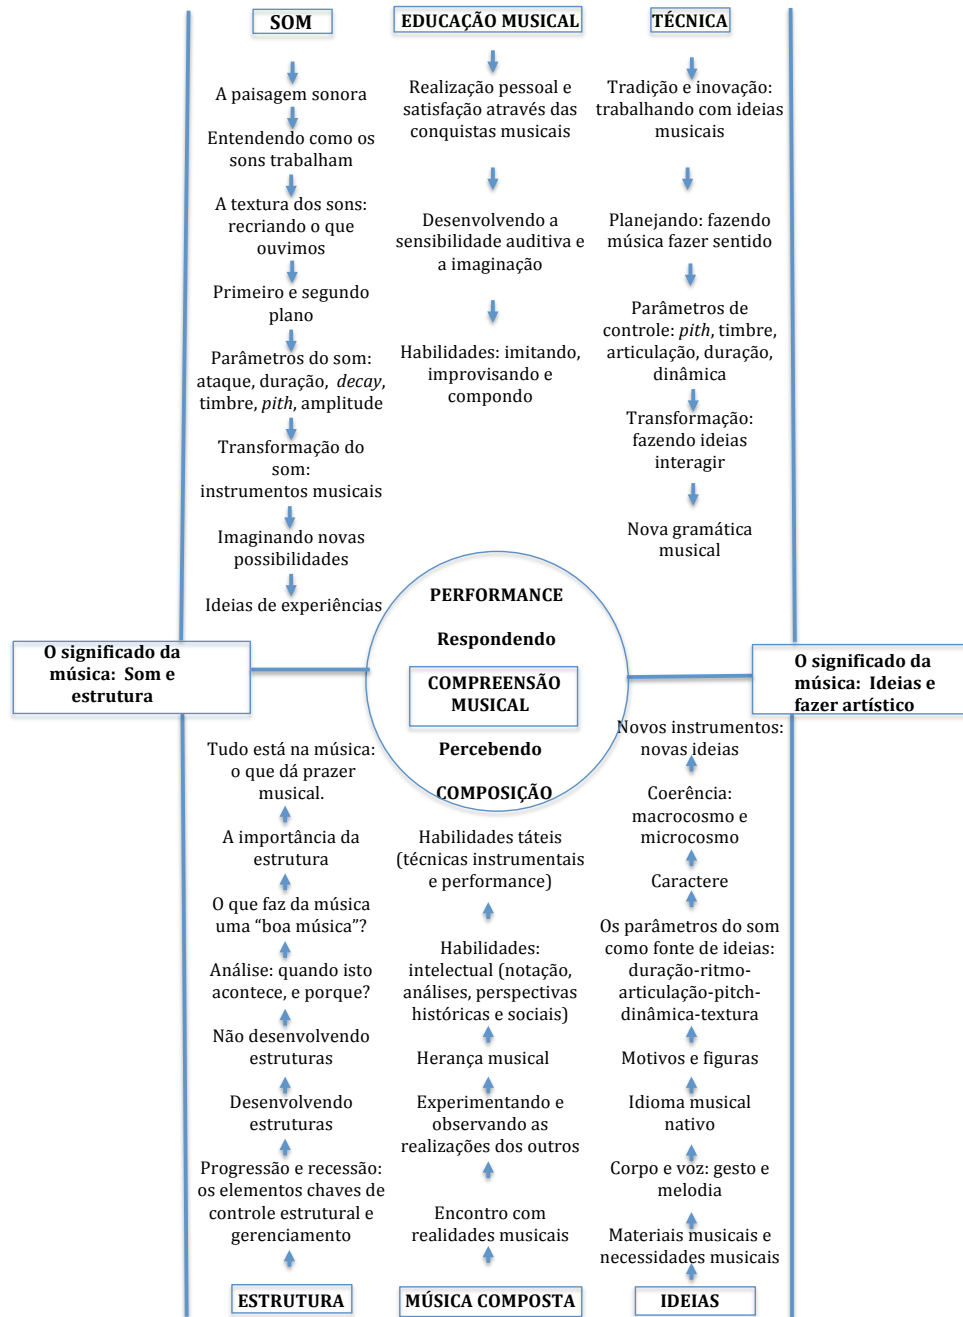 SOM
A paisagem sonora
Entendendo como os
sons trabalham
A textura dos sons:
recriando o que
ouvimos
Primeiro e segundo
plano
Parâmetros do som:
ataque, duração, decay,
timbre, pith, amplitude
Transformação do
som:
instrumentos musicais
Imaginando novas
possibilidades
Ideias de experiências
EDUCAÇÃO MUSICAL
Realização pessoal e
satisfação através das
conquistas musicais
Desenvolvendo a
sensibilidade auditiva e
a imaginação
Habilidades: imitando,
improvisando e
compondo
TÉCNICA
Tradição e inovação:
trabalhando com ideias
musicais
Planejando: fazendo
música fazer sentido
Parâmetros de
controle: pith, timbre,
articulação, duração,
dinâmica
Transformação:
fazendo ideias
interagir
Nova gramática
musical
O significado da
música: Som e
estrutura
PERFORMANCE
Respondendo
COMPREENSÃO
MUSICAL
Percebendo
COMPOSIÇÃO
O significado da
música: Ideias e
fazer artístico
Tudo está na música:
o que dá prazer
musical.
A importância da
estrutura
O que faz da música
uma “boa música”?
Análise: quando isto
acontece, e porque?
Não desenvolvendo
estruturas
Desenvolvendo
estruturas
Progressão e recessão:
os elementos chaves de
controle estrutural e
gerenciamento
ESTRUTURA
Habilidades táteis
(técnicas instrumentais
e performance)
Habilidades:
intelectual (notação,
análises, perspectivas
históricas e sociais)
Herança musical
Experimentando e
observando as
realizações dos outros
Encontro com
realidades musicais
MÚSICA COMPOSTA
Novos instrumentos:
novas ideias
Coerência:
macrocosmo e
microcosmo
Caractere
Os parâmetros do som
como fonte de ideias:
duração-ritmo-
articulação-pitch-
dinâmica-textura
Motivos e figuras
Idioma musical
nativo
Corpo e voz: gesto e
melodia
Materiais musicais e
necessidades musicais
IDEIAS